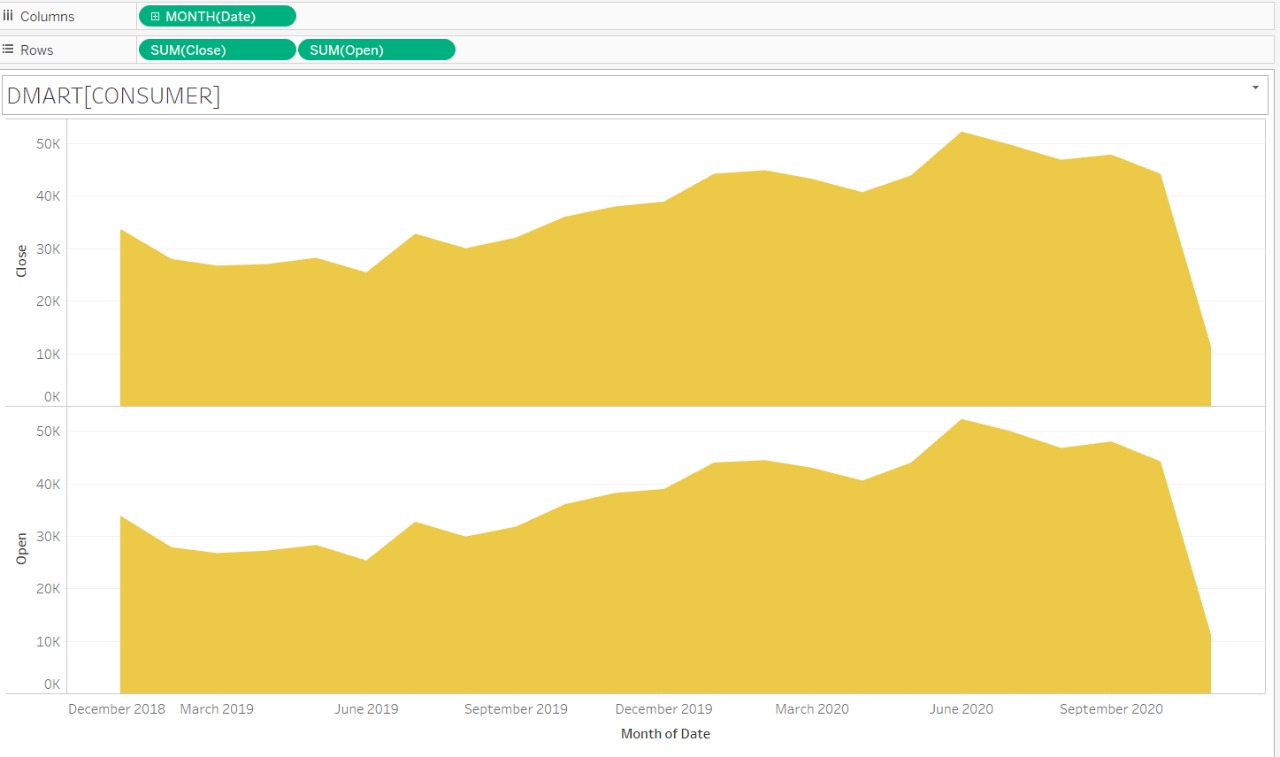 Columns MONTH(Date)
Rows SUM(Close) SUM(Open)
DMART[CONSUMER]
50K
40K
30K
20K
10K
0K
Close
50K
40K
30K
20K
10K
0K
Open
December 2018 March 2019 June 2019 September 2019 December 2019 March 2020 June 2020 September 2020
Month of Date